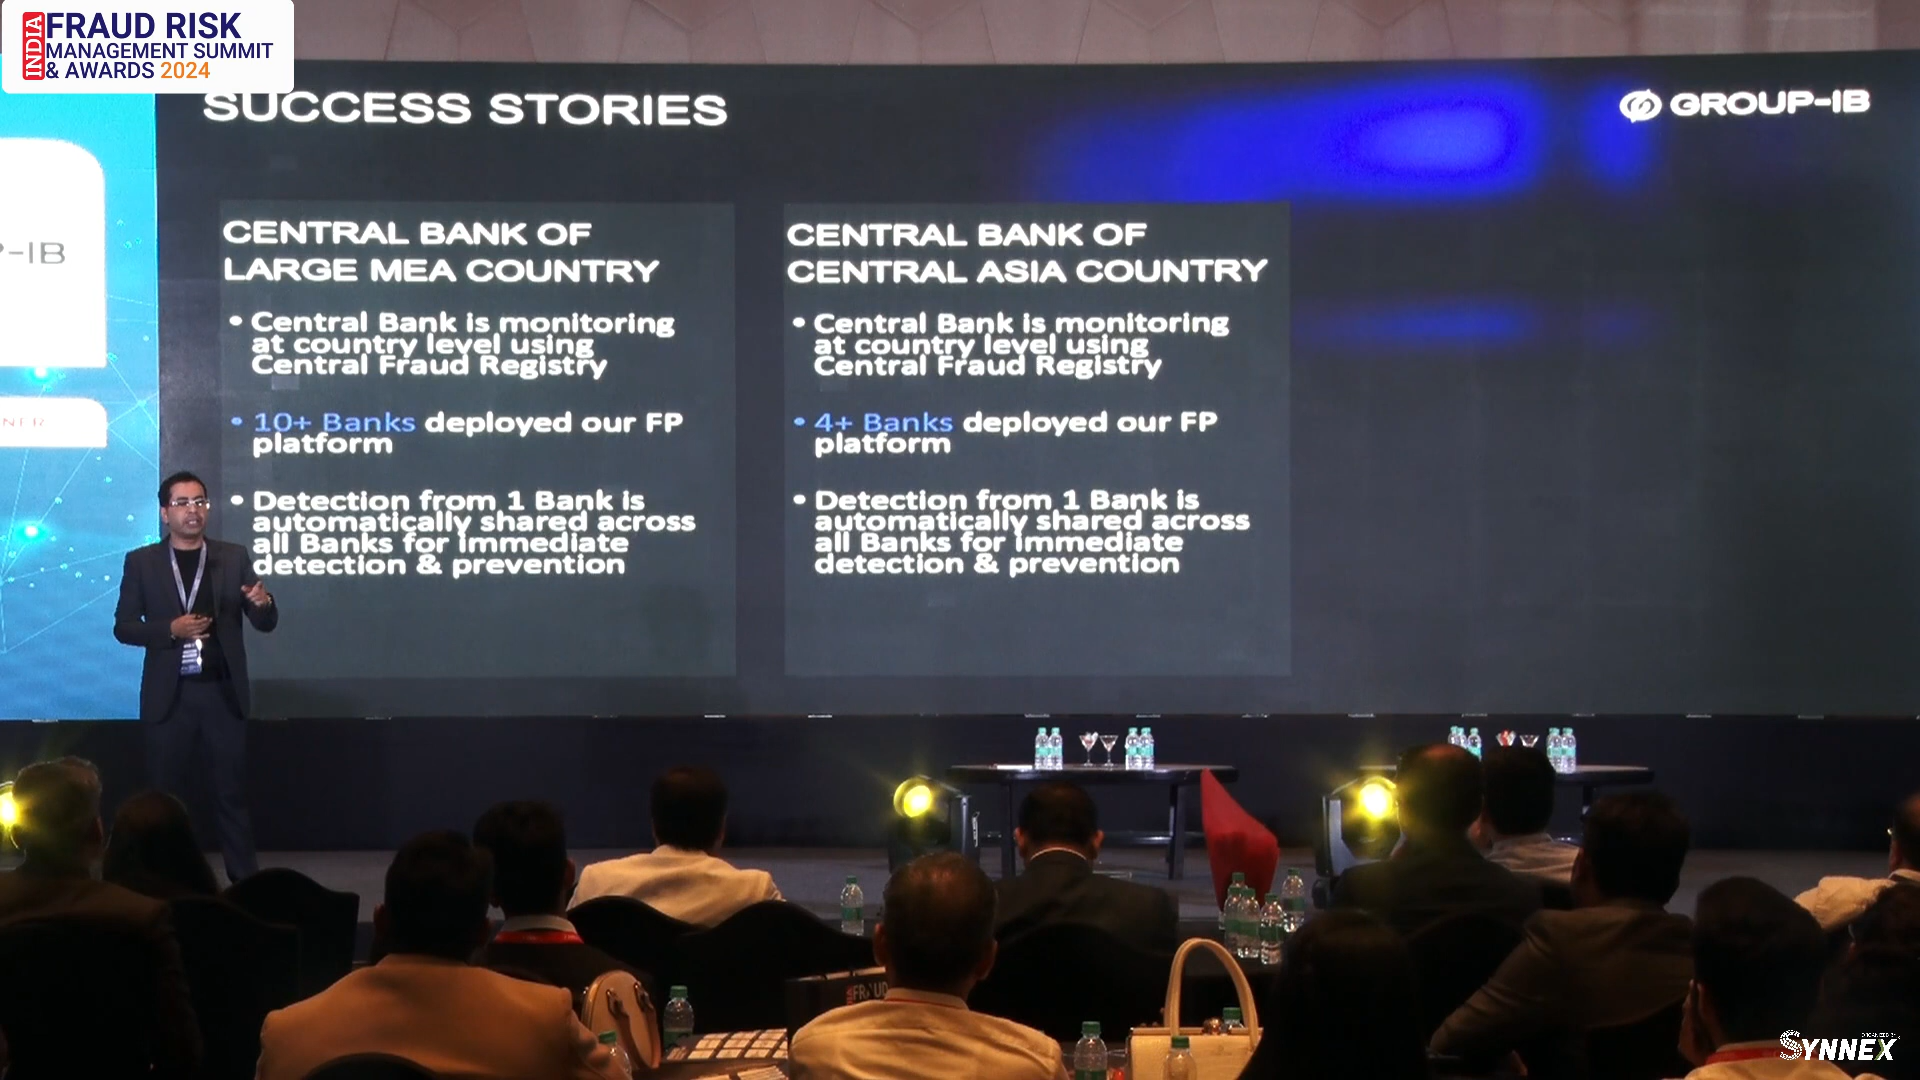 INDIA
FRAUD RISK
MANAGEMENT SUMMIT
& AWARDS 2024
SUCCESS STORIES
GROUP-IB
P-IB
NER
CENTRAL BANK OF
LARGE MEA COUNTRY
• Central Bank is monitoring
at country level using
Central Fraud Registry
• 10+ Banks deployed our FP
platform
• Detection from 1 Bank is
automatically shared across
all Banks for immediate
detection & prevention
CENTRAL BANK OF
CENTRAL ASIA COUNTRY
• Central Bank is monitoring
at country level using
Central Fraud Registry
• 4+ Banks deployed our FP
platform
• Detection from 1 Bank is
automatically shared across
all Banks for immediate
detection & prevention
FRAUD
ORGANIZED BY
SYNNEX